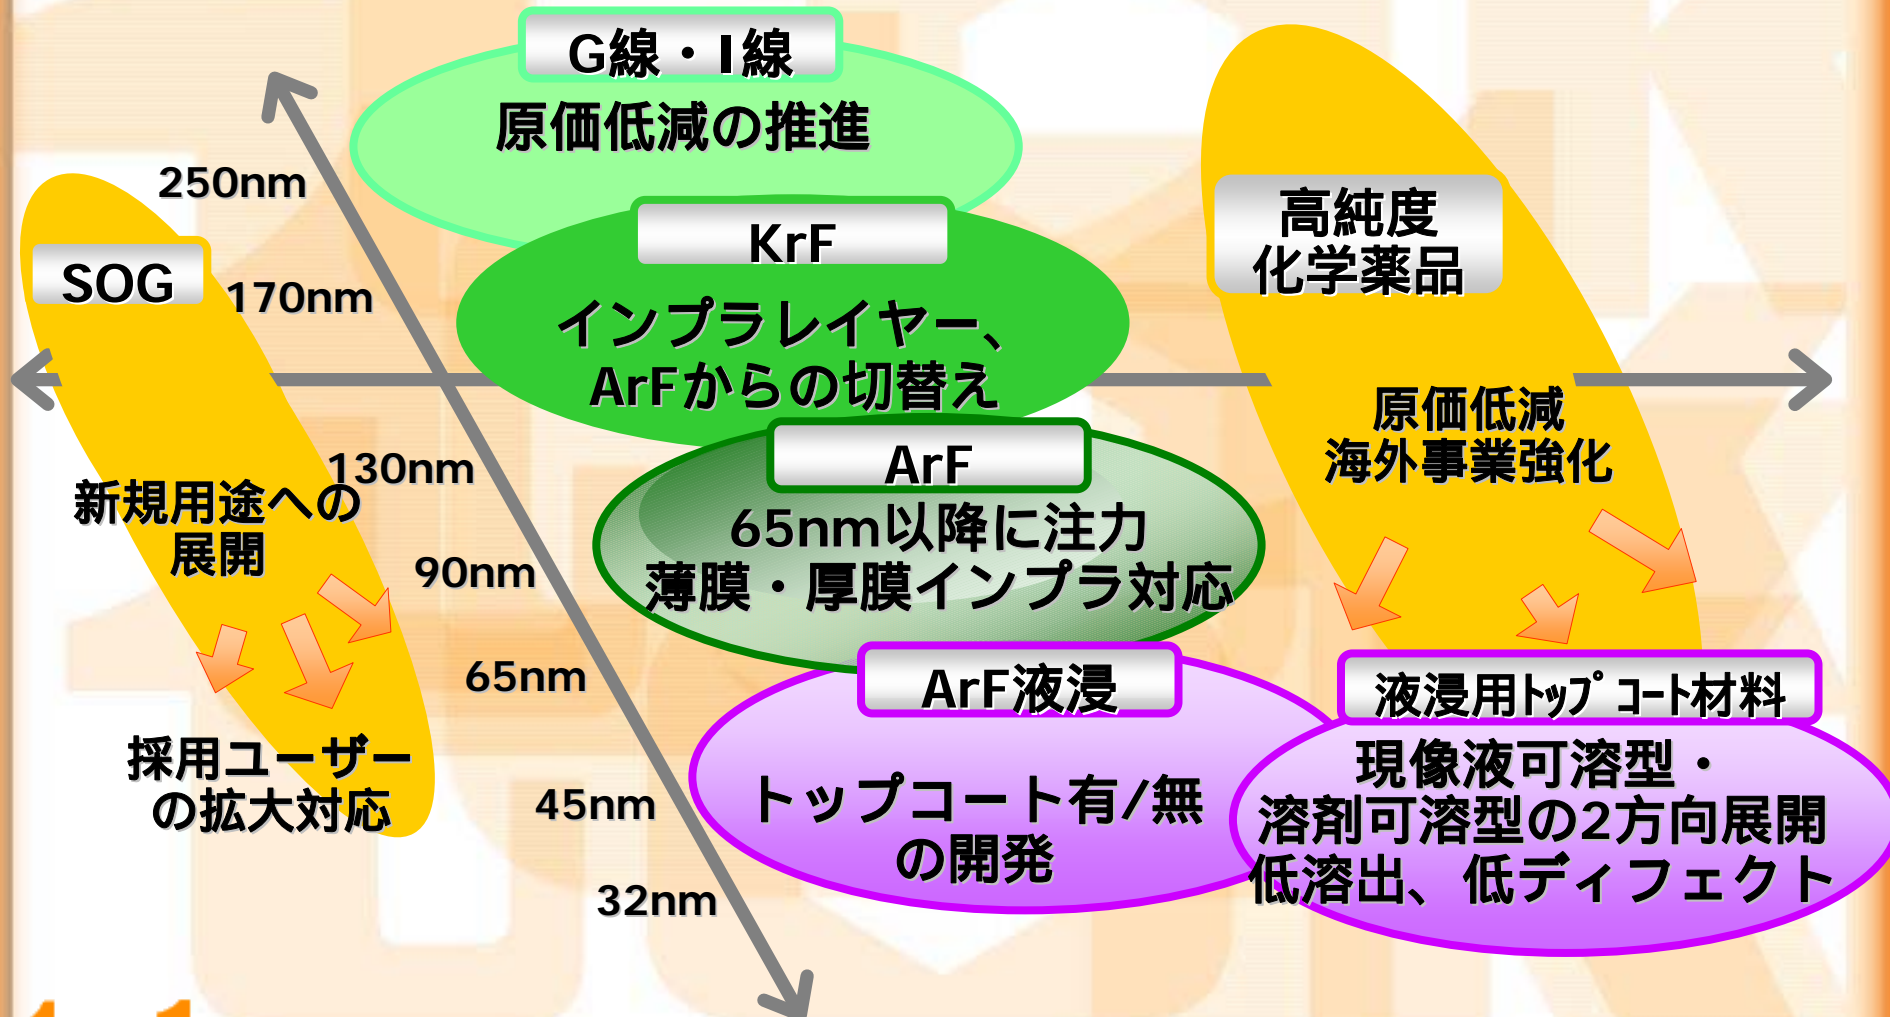 G線・I線
原価低減の推進
250nm
170nm
130nm
90nm
65nm
45nm
32nm
SOG
新規用途への
展開
採用ユーザー
の拡大対応
KrF
インプラレイヤー、
ArFからの切替え
ArF
65nm以降に注力
薄膜・厚膜インプラ対応
ArF液浸
トップコート有/無
の開発
高純度
化学薬品
原価低減
海外事業強化
液浸用ﾄｯﾌﾟｺｰﾄ材料
現像液可溶型・
溶剤可溶型の2方向展開
低溶出、低ディフェクト